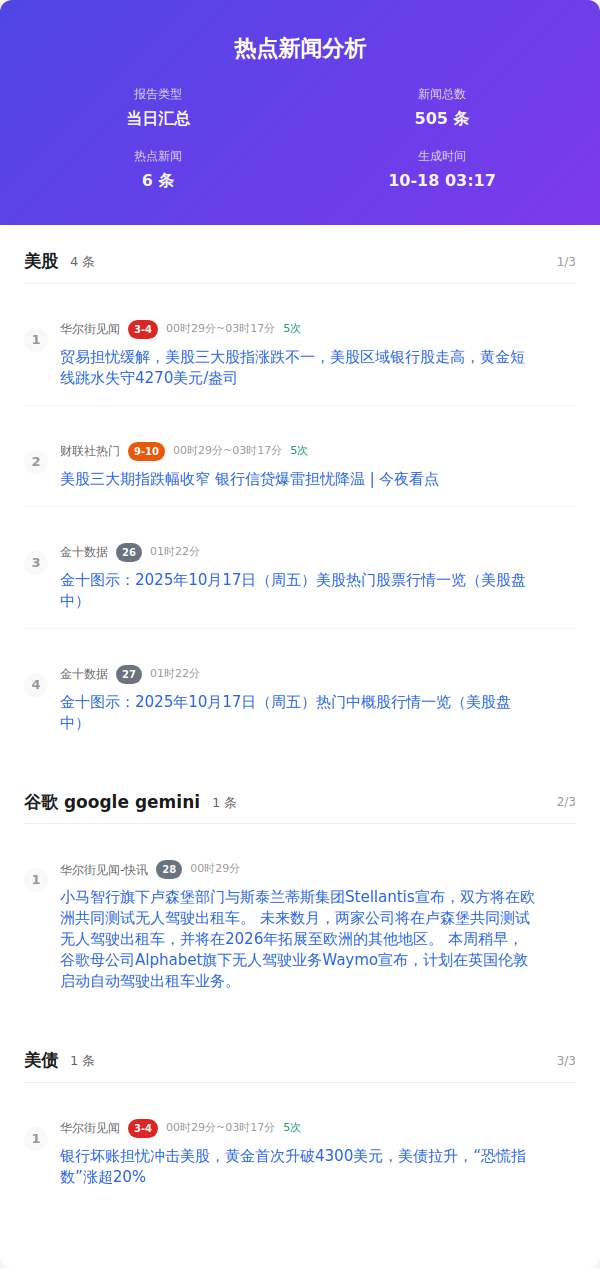 热点新闻分析
报告类型
新闻总数
当日汇总
505 条
热点新闻
生成时间
6 条
10-18 03:17
美股 4 条 1/3
1
华尔街见闻 3-4 00时29分~03时17分 5次
贸易担忧缓解，美股三大股指涨跌不一，美股区域银行股走高，黄金短
线跳水失守4270美元/盎司
2
财联社热门 9-10 00时29分~03时17分 5次
美股三大期指跌幅收窄 银行信贷爆雷担忧降温 | 今夜看点
3
金十数据 26 01时22分
金十图示：2025年10月17日（周五）美股热门股票行情一览（美股盘
中）
4
金十数据 27 01时22分
金十图示：2025年10月17日（周五）热门中概股行情一览（美股盘
中）
谷歌 google gemini 1 条 2/3
1
华尔街见闻-快讯 28 00时29分
小马智行旗下卢森堡部门与斯泰兰蒂斯集团Stellantis宣布，双方将在欧
洲共同测试无人驾驶出租车。 未来数月，两家公司将在卢森堡共同测试
无人驾驶出租车，并将在2026年拓展至欧洲的其他地区。 本周稍早，
谷歌母公司Alphabet旗下无人驾驶业务Waymo宣布，计划在英国伦敦
启动自动驾驶出租车业务。
美债 1 条 3/3
1
华尔街见闻 3-4 00时29分~03时17分 5次
银行坏账担忧冲击美股，黄金首次升破4300美元，美债拉升，“恐慌指
数”涨超20%